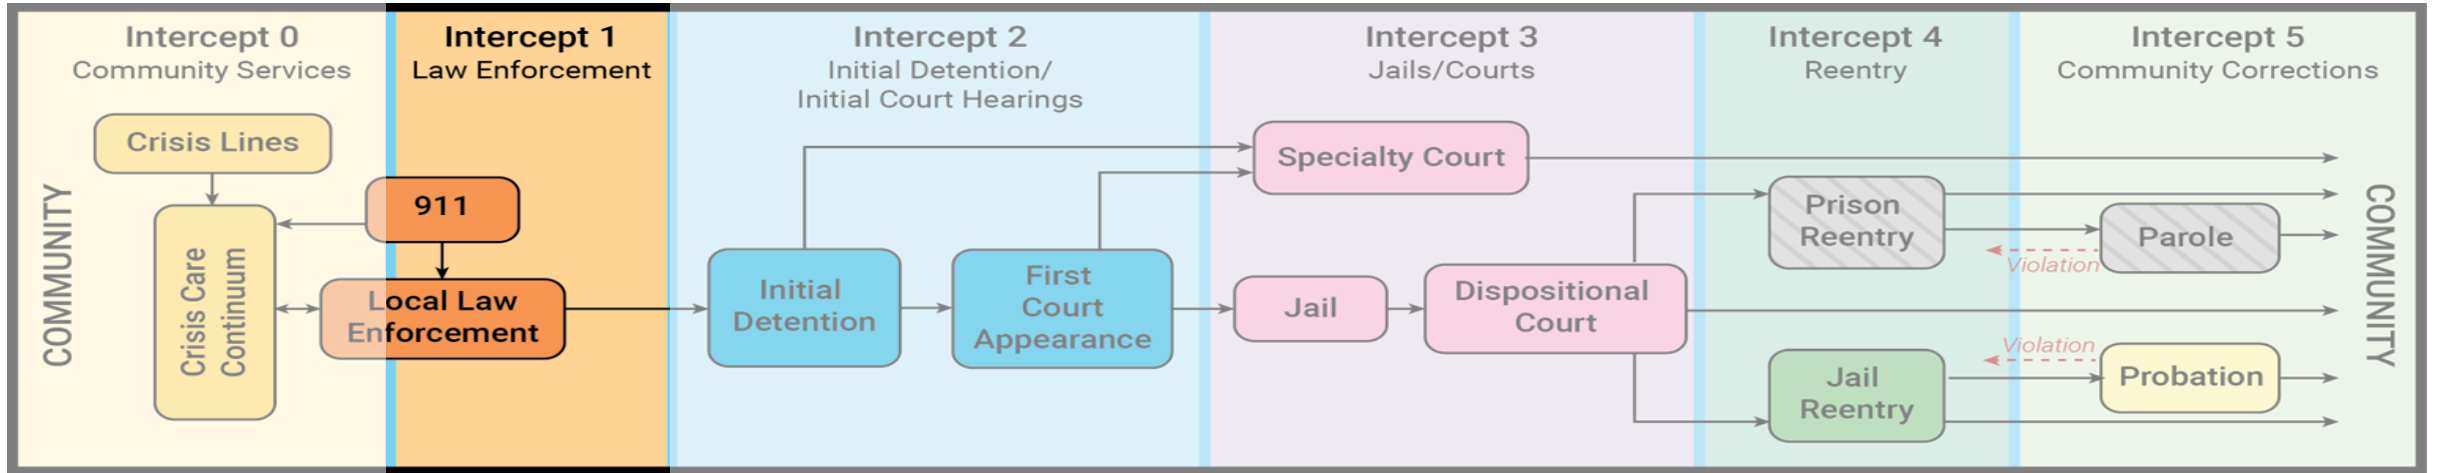 Intercept 0
Community Services
Intercept 1
Law Enforcement
Intercept 2
Initial Detention/
Initial Court Hearings
Intercept 3
Jails/Courts
Intercept 4
Reentry
Intercept 5
Community Corrections
COMMUNITY
Crisis Lines
Crisis Care
Continuum
911
Local Law
Enforcement
Initial
Detention
First
Court
Appearance
Specialty Court
Jail
Dispositional
Court
Prison
Reentry
Violation
Parole
Jail
Reentry
Violation
Probation
COMMUNITY